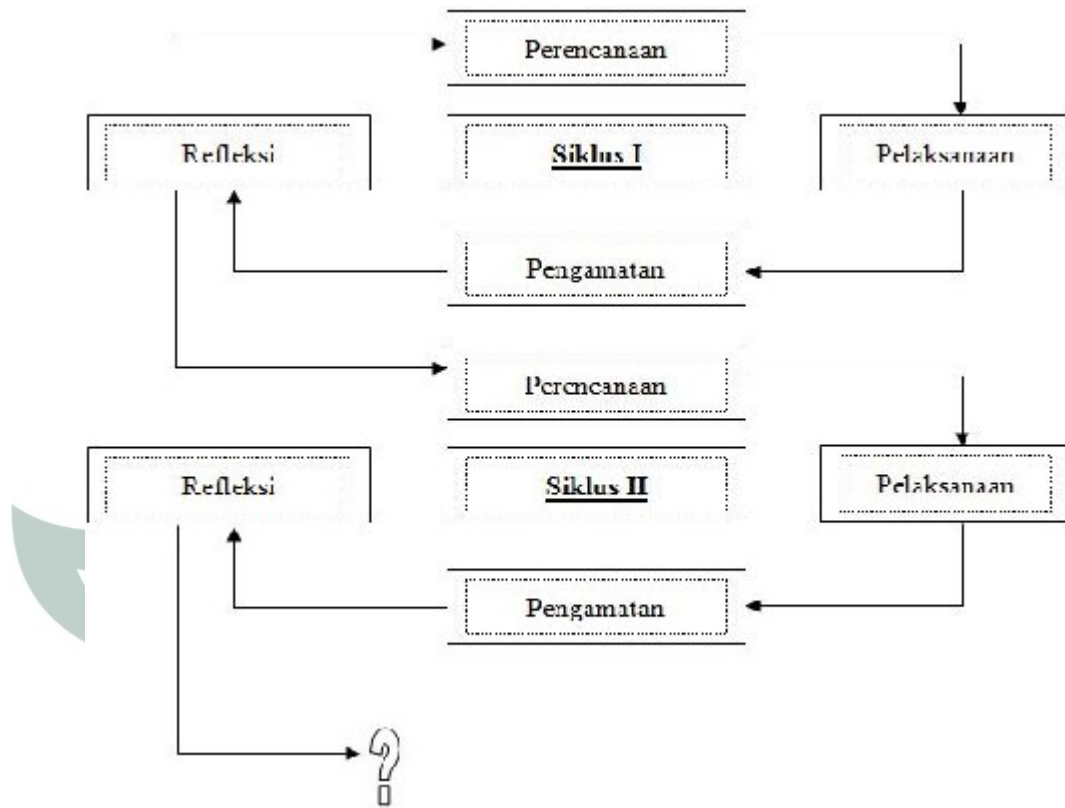 Perencanaan
Refleksi
Siklus I
Pelaksanaan
Pengamatan
Perencanaan
Refleksi
Siklus II
Pelaksanaan
Pengamatan
?